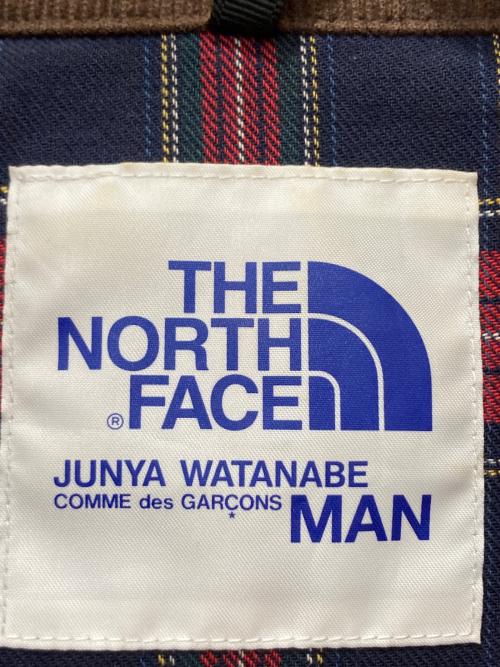 THE
NORTH
® FACE
JUNYA WATANABE
COMME des GARÇONS MAN
*